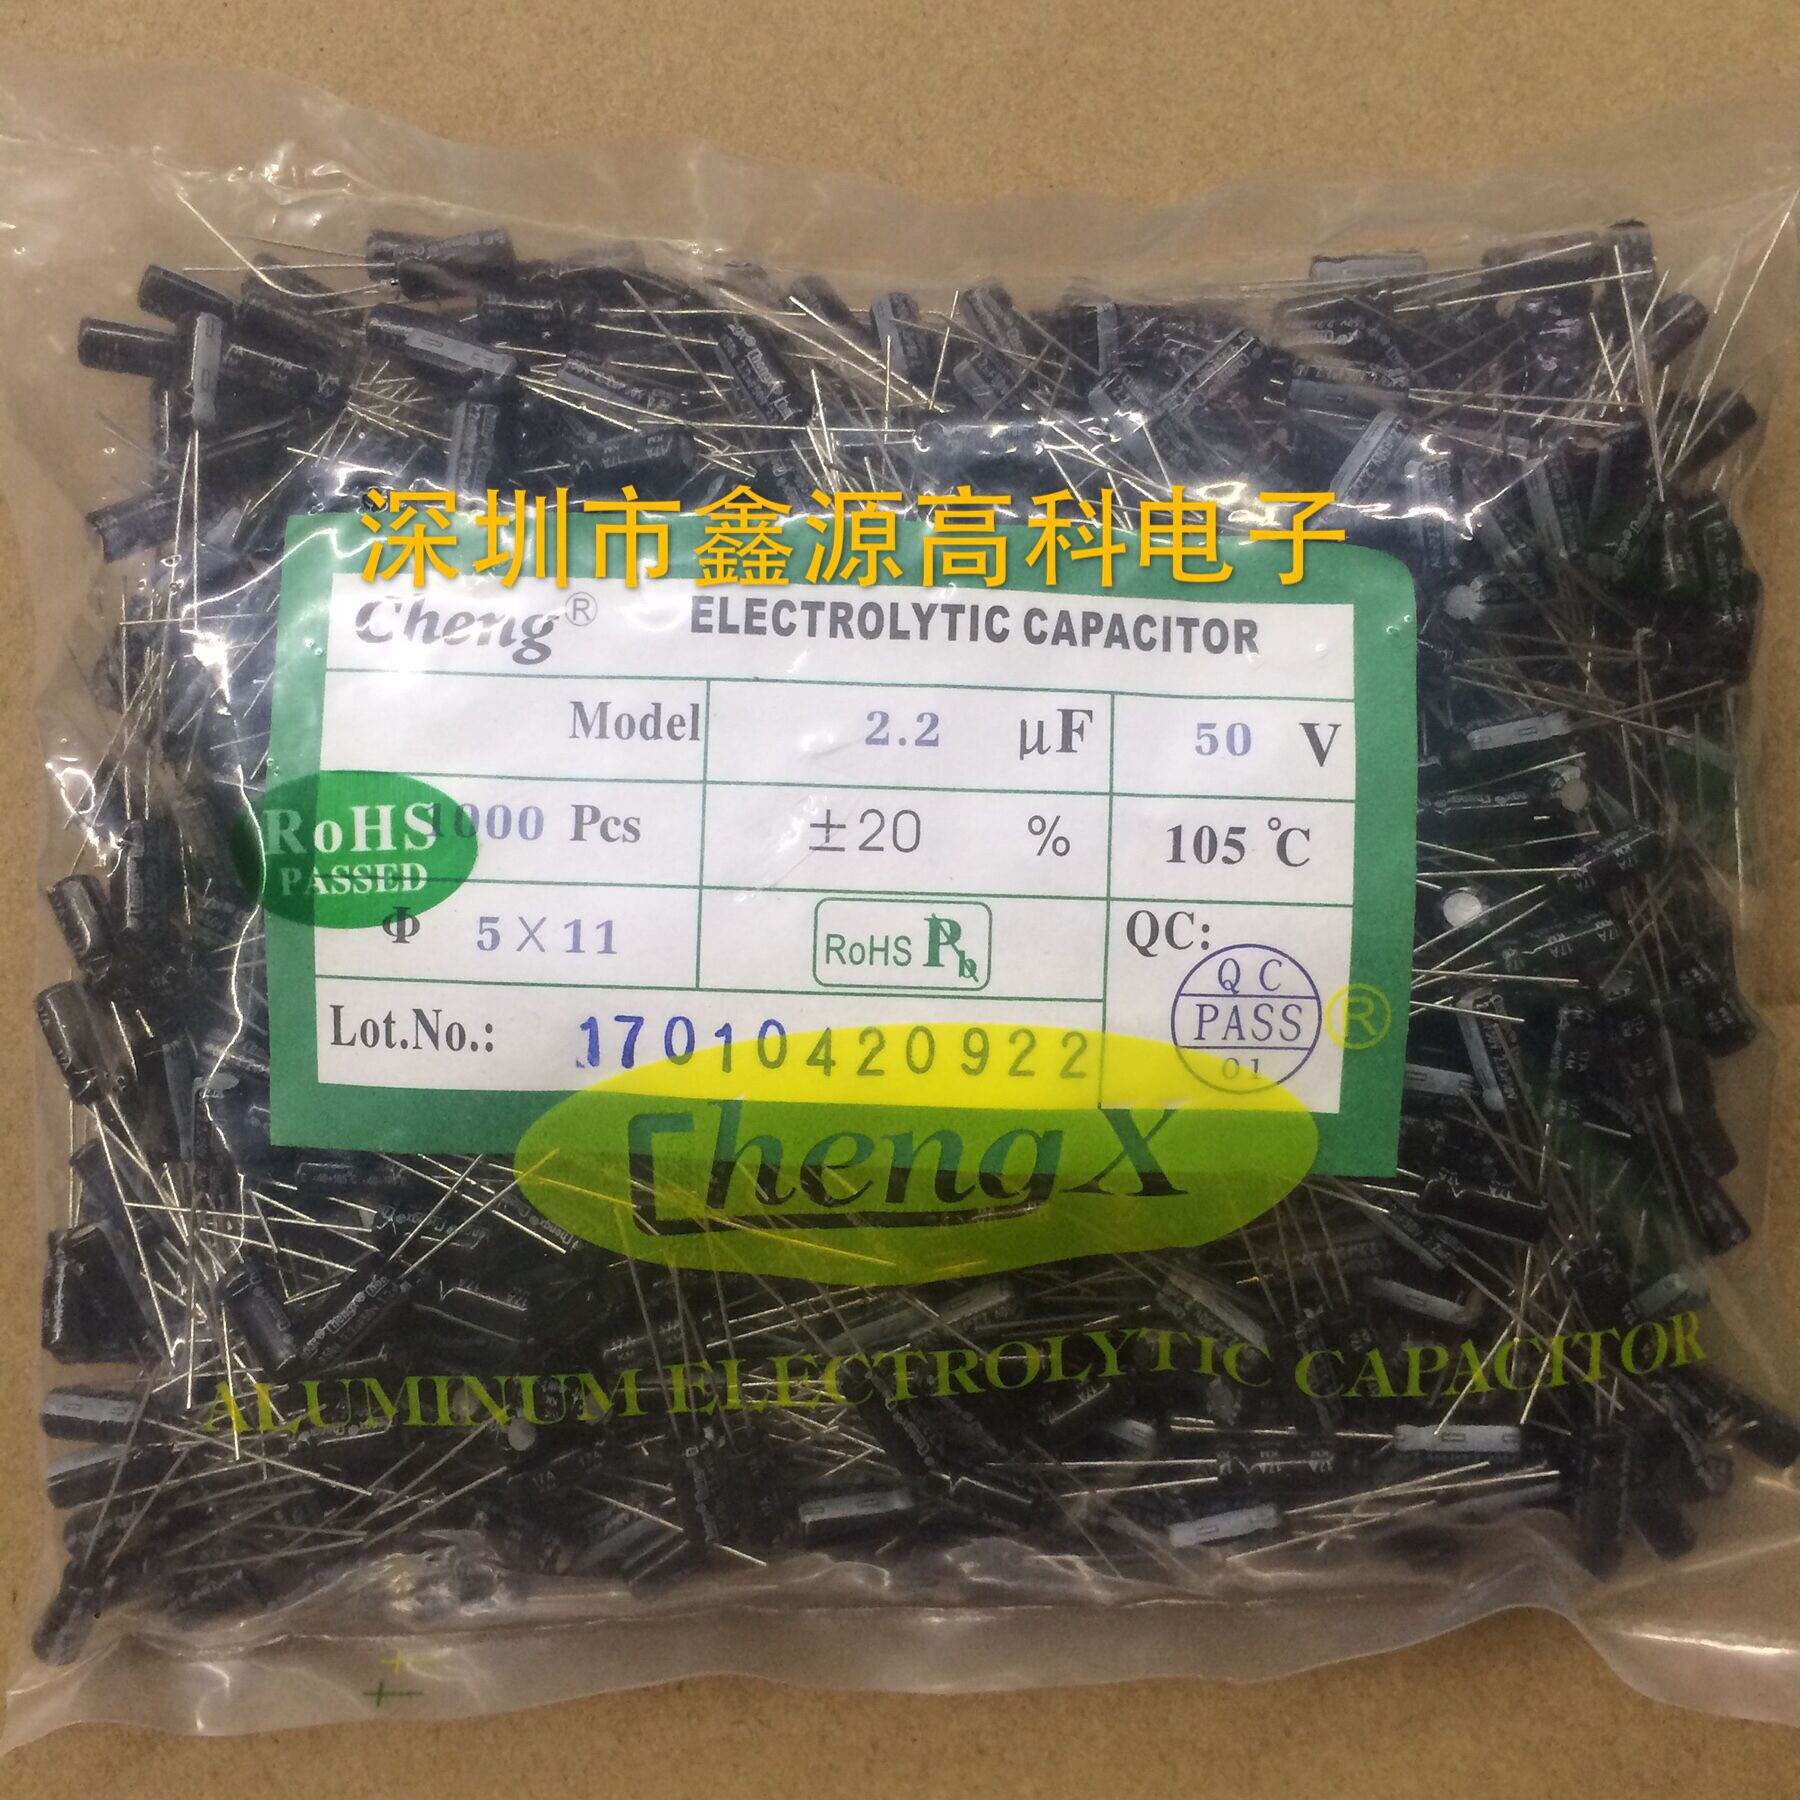 深圳市鑫源高科电子
Cheng® ELECTROLYTIC CAPACITOR
Model 2.2 µF 50 V
RoHS PASSED
1000 Pcs ±20 % 105 ℃
Φ 5×11 RoHS Pb QC:
QC PASS 01
Lot.No.: 17010420922
ChengX ®
ALUMINUM ELECTROLYTIC CAPACITOR